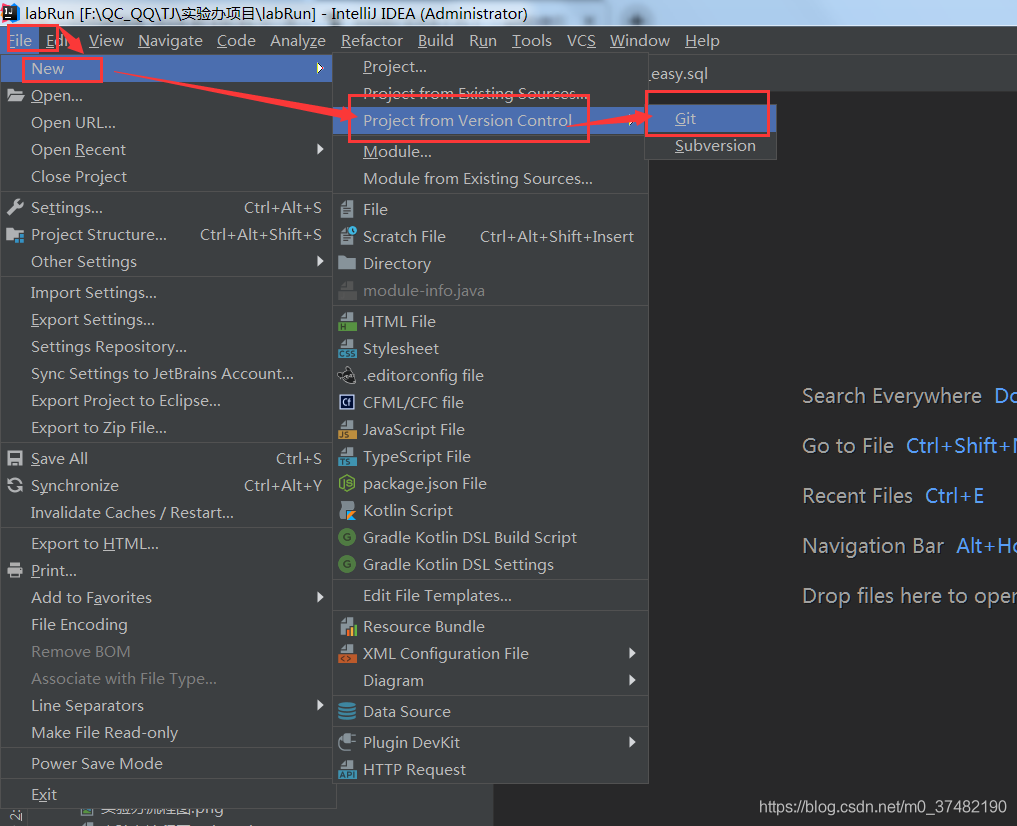 labRun [F:\QC_QQ\TJ\实验办项目\labRun] - IntelliJ IDEA (Administrator)
File Edit View Navigate Code Analyze Refactor Build Run Tools VCS Window Help
New
Open...
Open URL...
Open Recent
Close Project
Settings... Ctrl+Alt+S
Project Structure... Ctrl+Alt+Shift+S
Other Settings
Import Settings...
Export Settings...
Settings Repository...
Sync Settings to JetBrains Account...
Export Project to Eclipse...
Export to Zip File...
Save All Ctrl+S
Synchronize Ctrl+Alt+Y
Invalidate Caches / Restart...
Export to HTML...
Print...
Add to Favorites
File Encoding
Remove BOM
Associate with File Type...
Line Separators
Make File Read-only
Power Save Mode
Exit
Project...
Project from Existing Sources...
Project from Version Control
Module...
Module from Existing Sources...
File
Scratch File Ctrl+Alt+Shift+Insert
Directory
module-info.java
HTML File
Stylesheet
.editorconfig file
CFML/CFC file
JavaScript File
TypeScript File
package.json File
Kotlin Script
Gradle Kotlin DSL Build Script
Gradle Kotlin DSL Settings
Edit File Templates...
Resource Bundle
XML Configuration File
Diagram
Data Source
Plugin DevKit
HTTP Request
_easy.sql
Git
Subversion
Search Everywhere Do
Go to File Ctrl+Shift+N
Recent Files Ctrl+E
Navigation Bar Alt+Ho
Drop files here to oper
实验办流程图.png
https://blog.csdn.net/m0_37482190